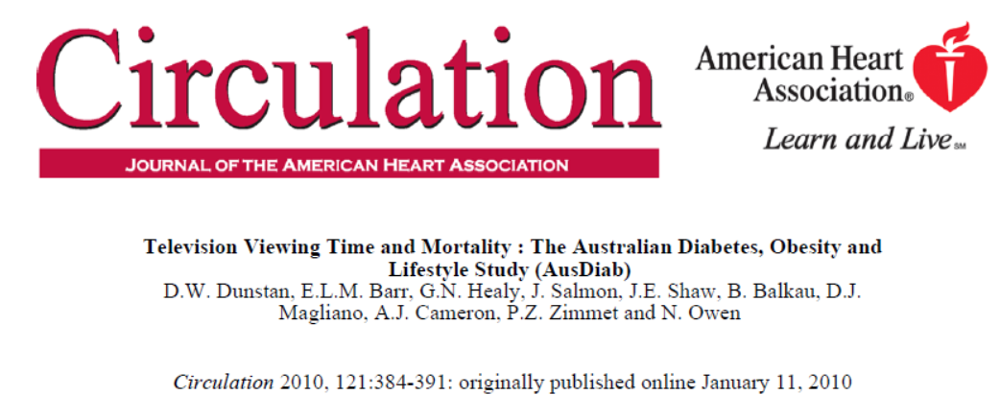 Circulation
JOURNAL OF THE AMERICAN HEART ASSOCIATION
American Heart
Association®
Learn and Live℠
Television Viewing Time and Mortality : The Australian Diabetes, Obesity and
Lifestyle Study (AusDiab)
D.W. Dunstan, E.L.M. Barr, G.N. Healy, J. Salmon, J.E. Shaw, B. Balkau, D.J.
Magliano, A.J. Cameron, P.Z. Zimmet and N. Owen
Circulation 2010, 121:384-391: originally published online January 11, 2010